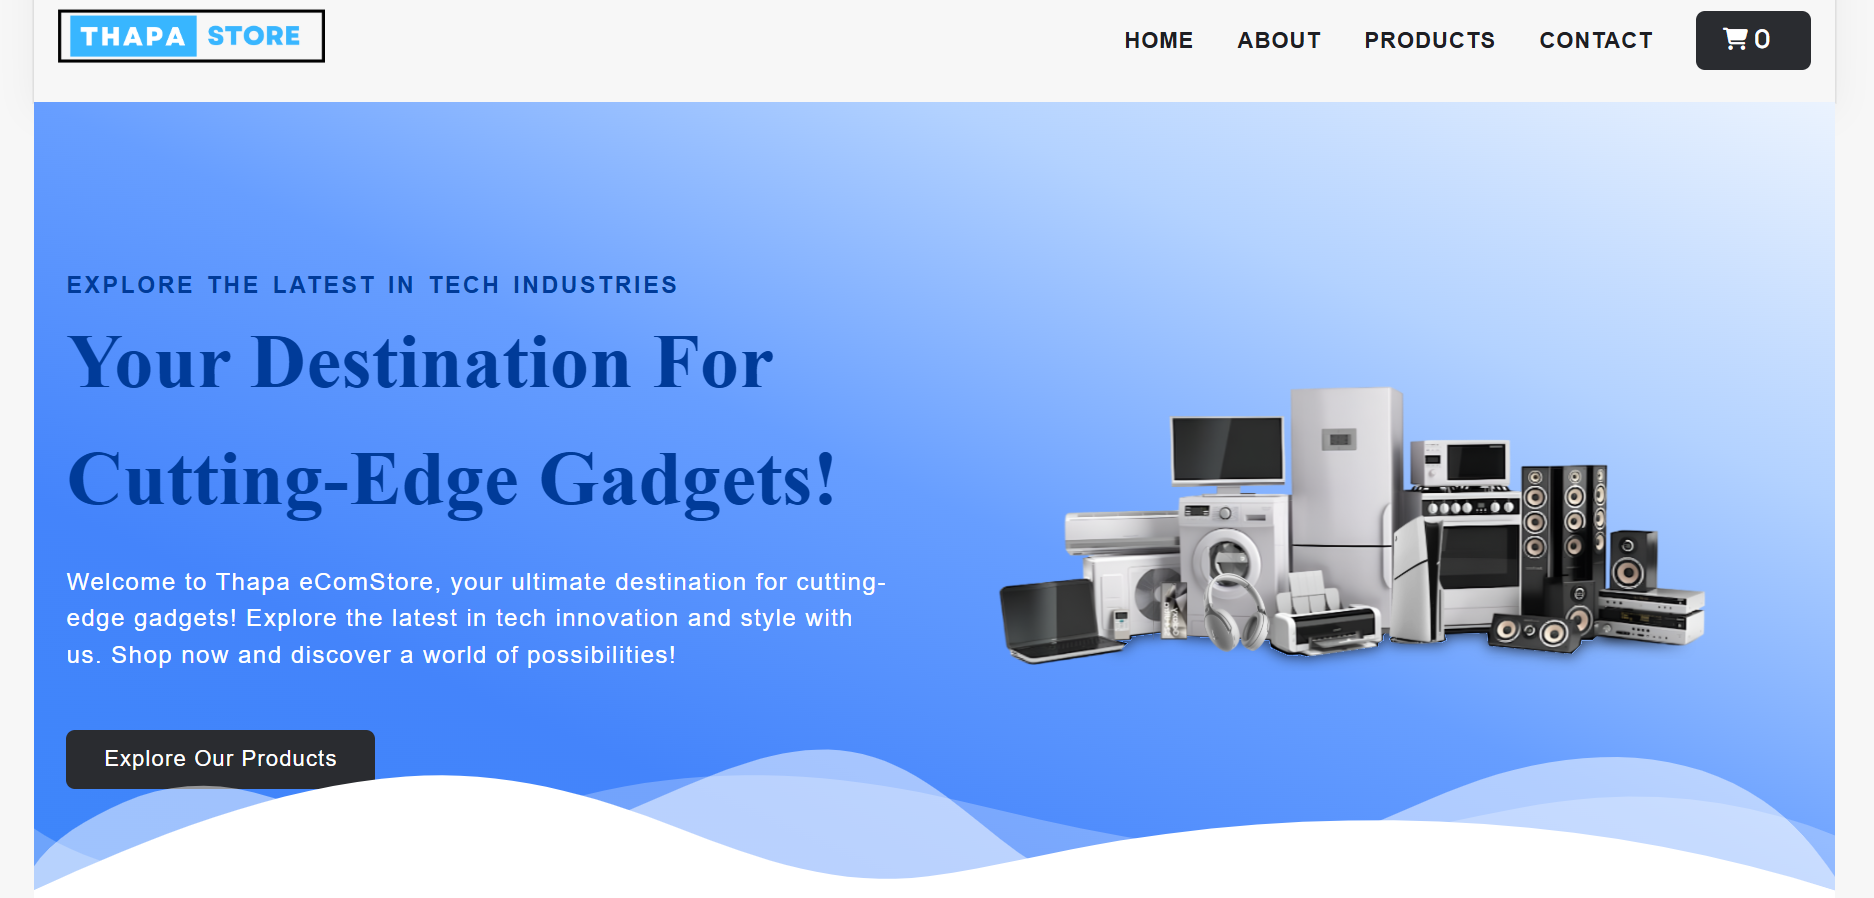 THAPA STORE
HOME ABOUT PRODUCTS CONTACT 0
EXPLORE THE LATEST IN TECH INDUSTRIES
Your Destination For
Cutting-Edge Gadgets!
Welcome to Thapa eComStore, your ultimate destination for cutting-
edge gadgets! Explore the latest in tech innovation and style with
us. Shop now and discover a world of possibilities!
Explore Our Products